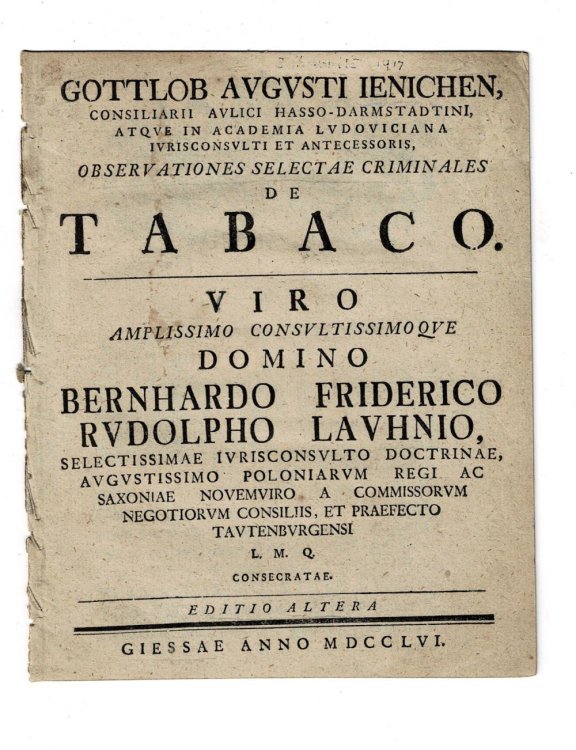 1917
GOTTLOB AVGVSTI IENICHEN,
CONSILIARII AVLICI HASSO-DARMSTADTINI,
ATQVE IN ACADEMIA LVDOVICIANA
IVRISCONSVLTI ET ANTECESSORIS,
OBSERVATIONES SELECTAE CRIMINALES
DE
TABACO.
VIRO
AMPLISSIMO CONSVLTISSIMOQVE
DOMINO
BERNHARDO FRIDERICO
RVDOLPHO LAVHNIO,
SELECTISSIMAE IVRISCONSVLTO DOCTRINAE,
AVGVSTISSIMO POLONIARVM REGI AC
SAXONIAE NOVEMVIRO A COMMISSORVM
NEGOTIORVM CONSILIIS, ET PRAEFECTO
TAVTENBVRGENSI
L. M. Q.
CONSECRATAE.
EDITIO ALTERA
GIESSAE ANNO MDCCLVI.